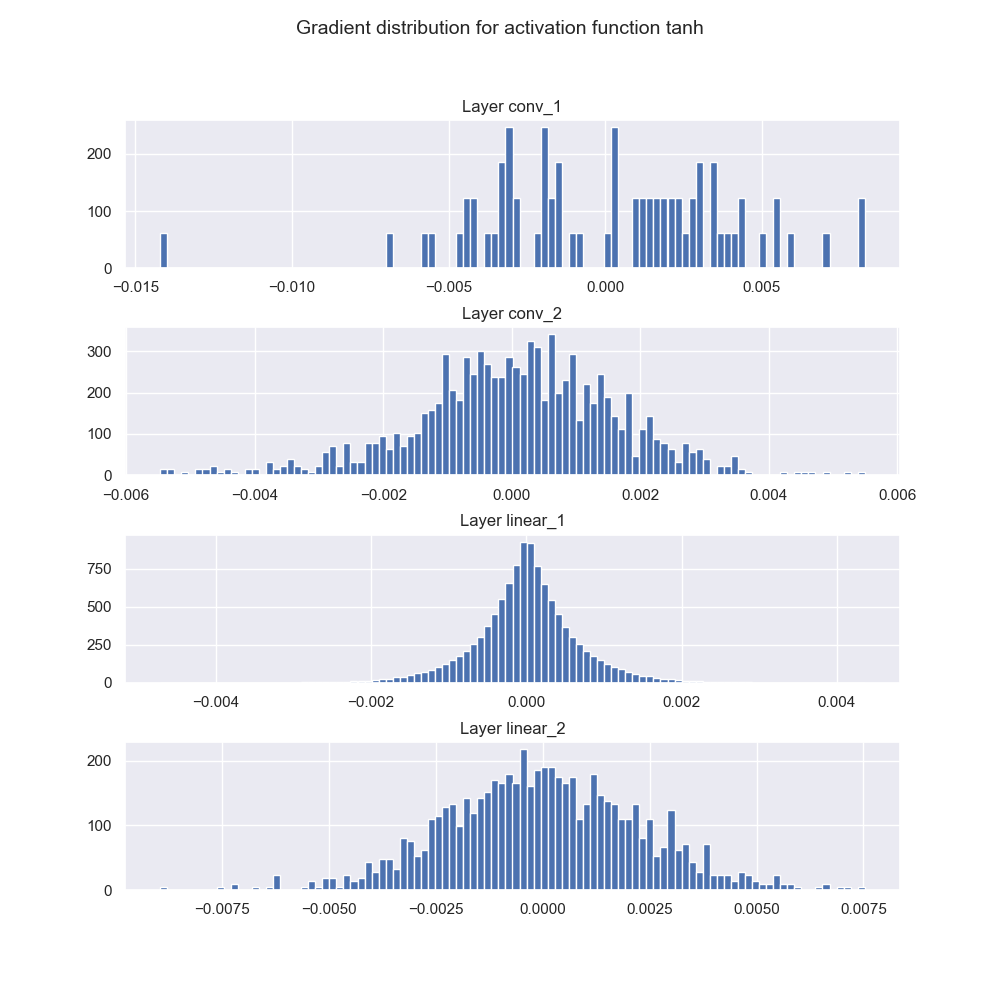 Gradient distribution for activation function tanh
Layer conv_1
200
100
0
−0.015 −0.010 −0.005 0.000 0.005
Layer conv_2
300
200
100
0
−0.006 −0.004 −0.002 0.000 0.002 0.004 0.006
Layer linear_1
750
500
250
0
−0.004 −0.002 0.000 0.002 0.004
Layer linear_2
200
100
0
−0.0075 −0.0050 −0.0025 0.0000 0.0025 0.0050 0.0075